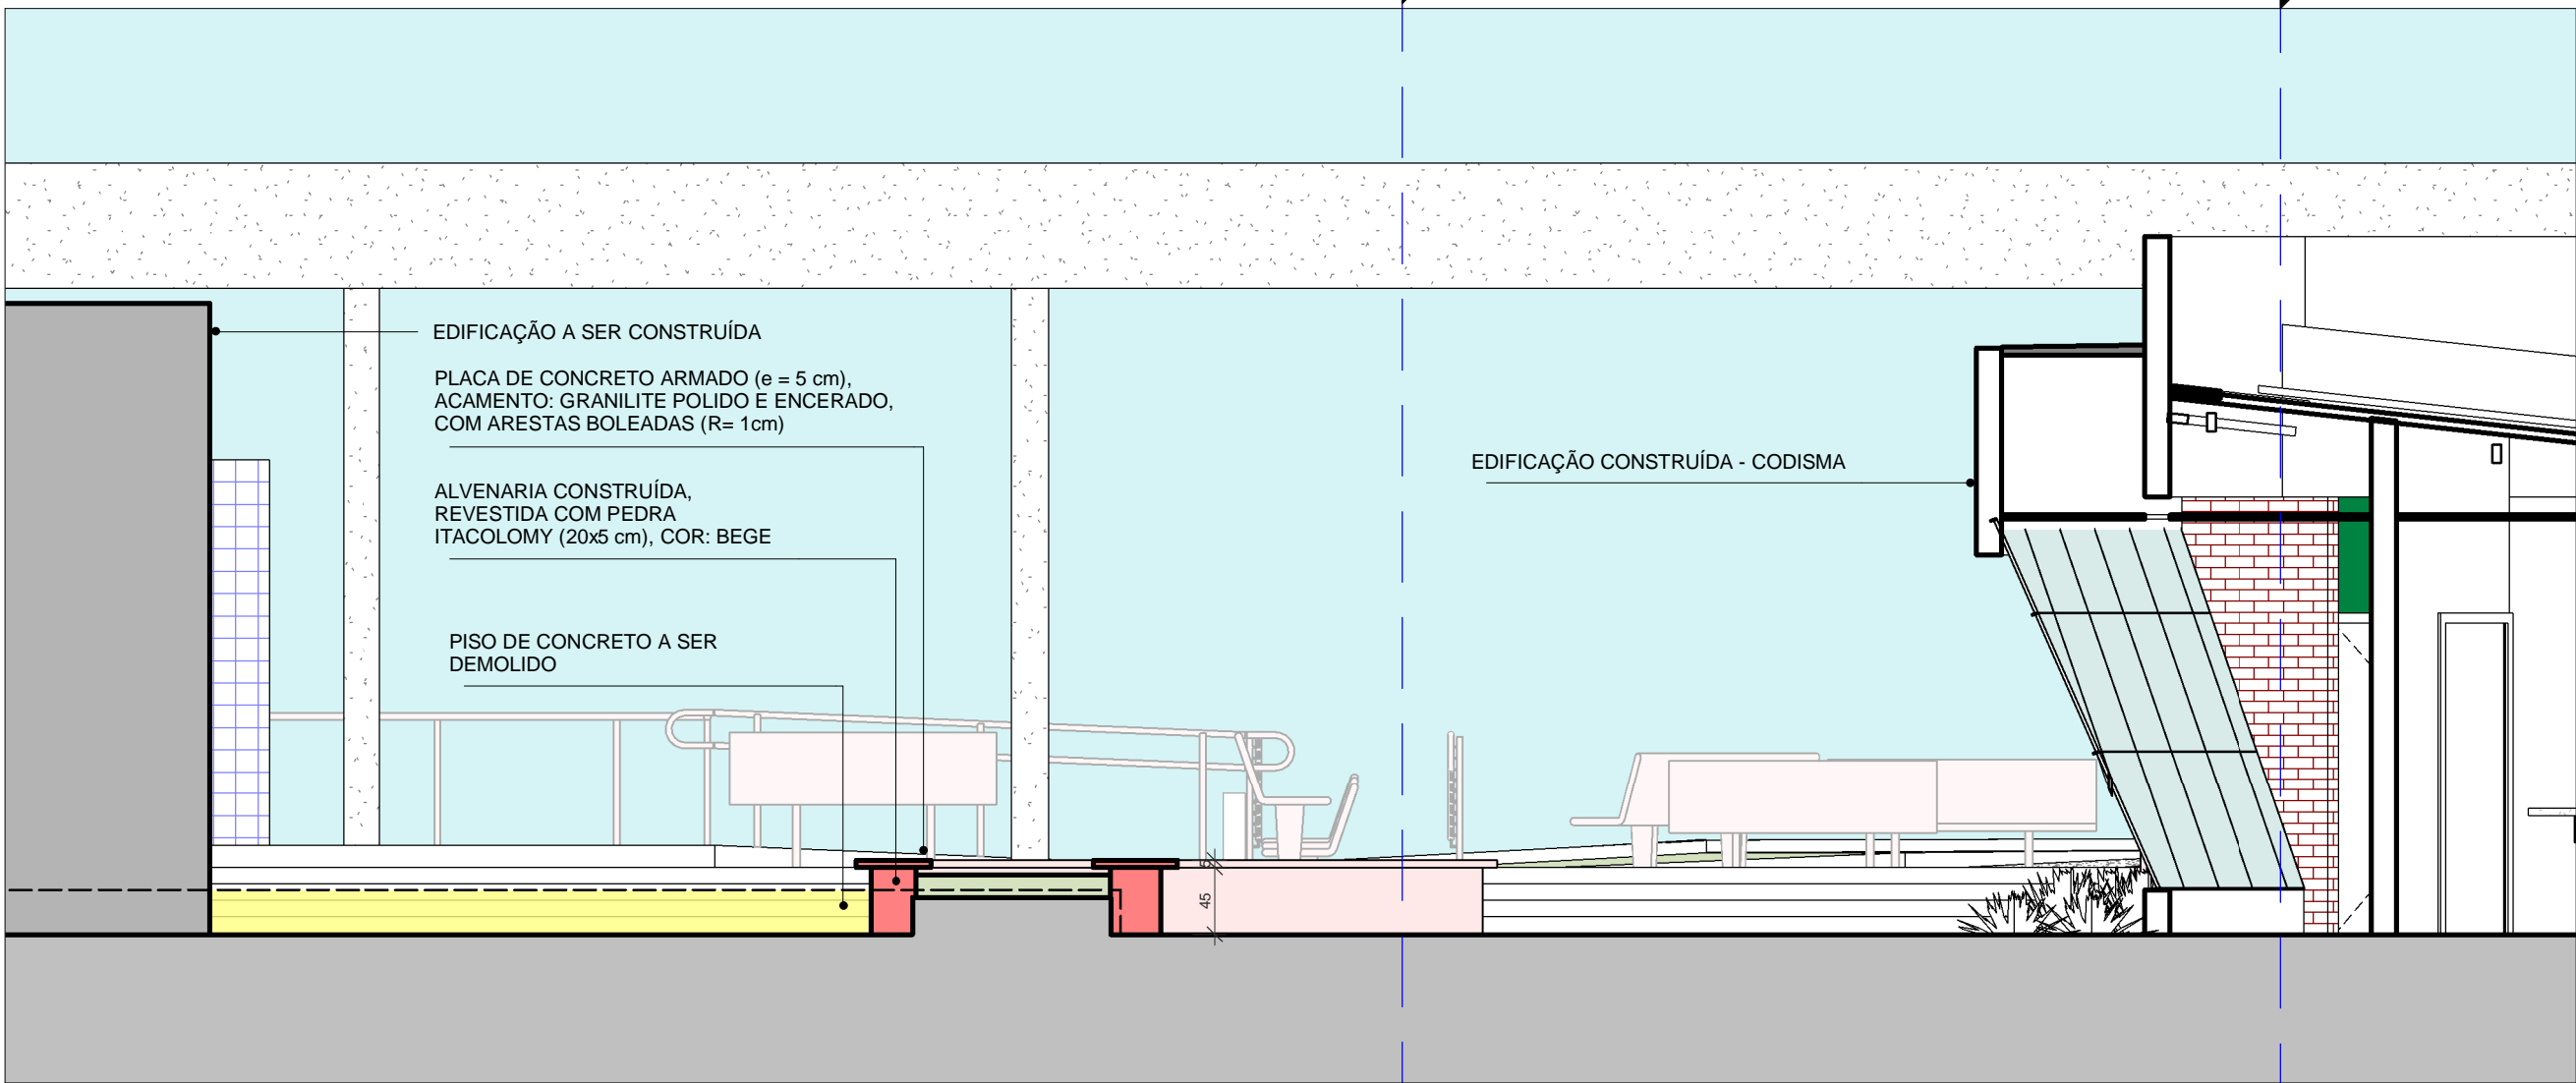 EDIFICAÇÃO A SER CONSTRUÍDA
PLACA DE CONCRETO ARMADO (e = 5 cm),
ACAMENTO: GRANILITE POLIDO E ENCERADO,
COM ARESTAS BOLEADAS (R= 1cm)
ALVENARIA CONSTRUÍDA,
REVESTIDA COM PEDRA
ITACOLOMY (20x5 cm), COR: BEGE
PISO DE CONCRETO A SER
DEMOLIDO
EDIFICAÇÃO CONSTRUÍDA - CODISMA
5
45